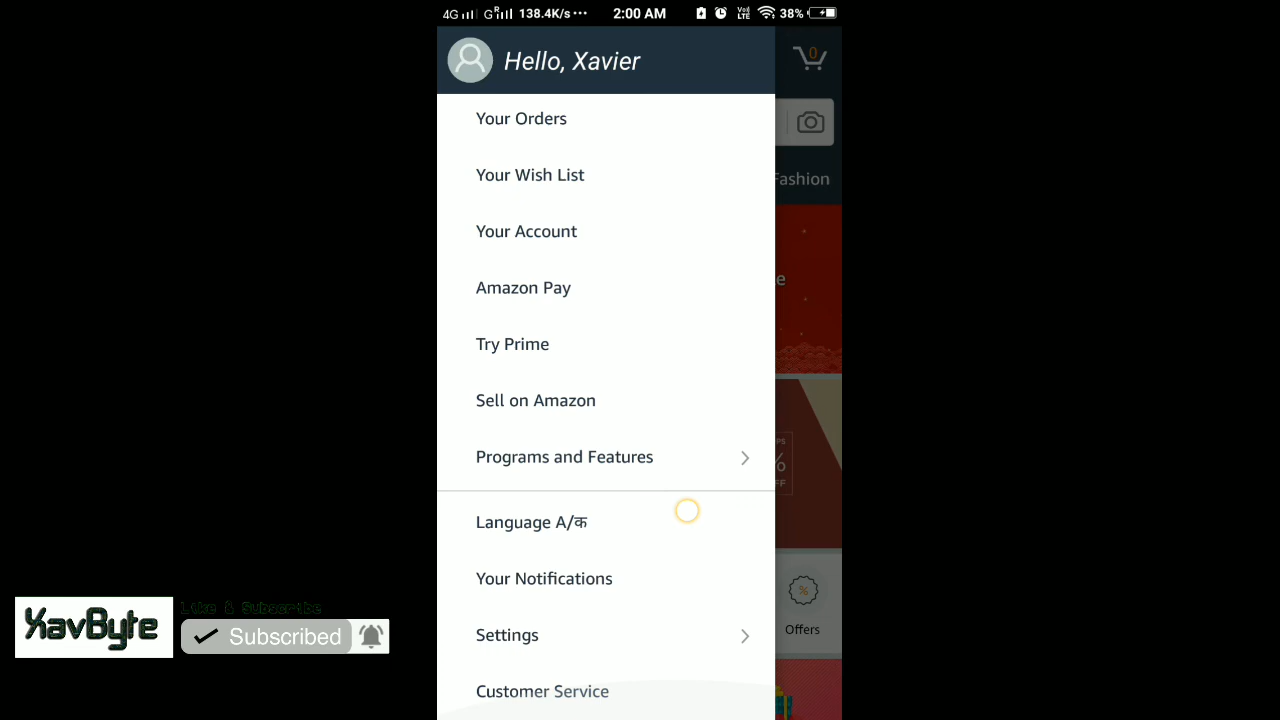 4G G R 138.4K/s ••• 2:00 AM VoI LTE 38%
Hello, Xavier
0
Your Orders
Your Wish List
Your Account
Amazon Pay
Try Prime
Sell on Amazon
Programs and Features
Language A/क
Your Notifications
Settings
Customer Service
Fashion
e
%
Offers
XavByte
Like & Subscribe
Subscribed